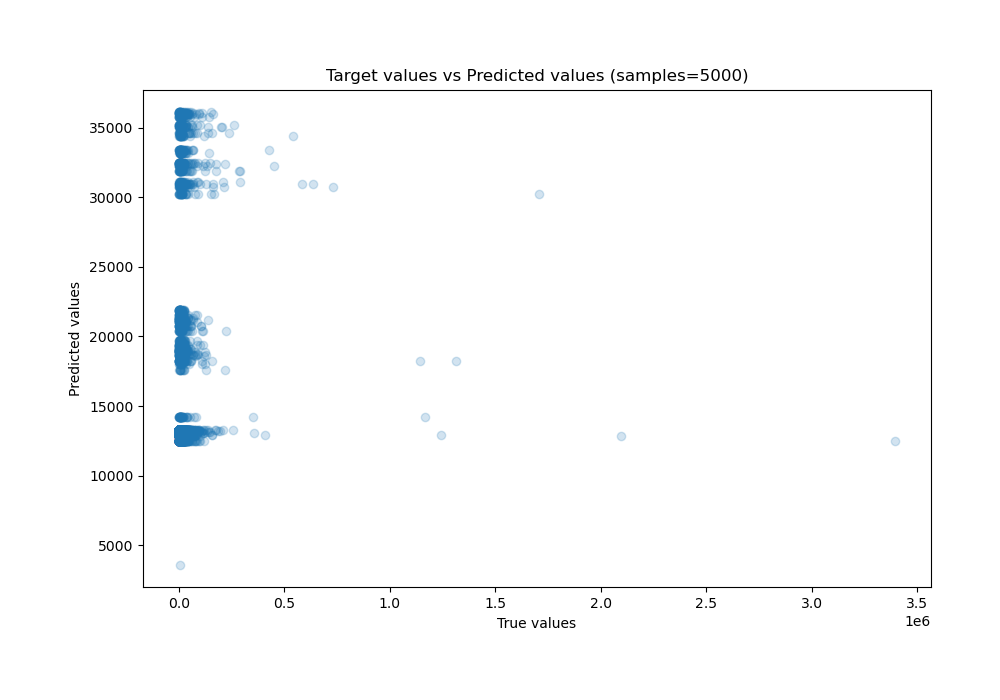 Target values vs Predicted values (samples=5000)
35000
30000
25000
20000
15000
10000
5000
Predicted values
0.0 0.5 1.0 1.5 2.0 2.5 3.0 3.5
1e6
True values